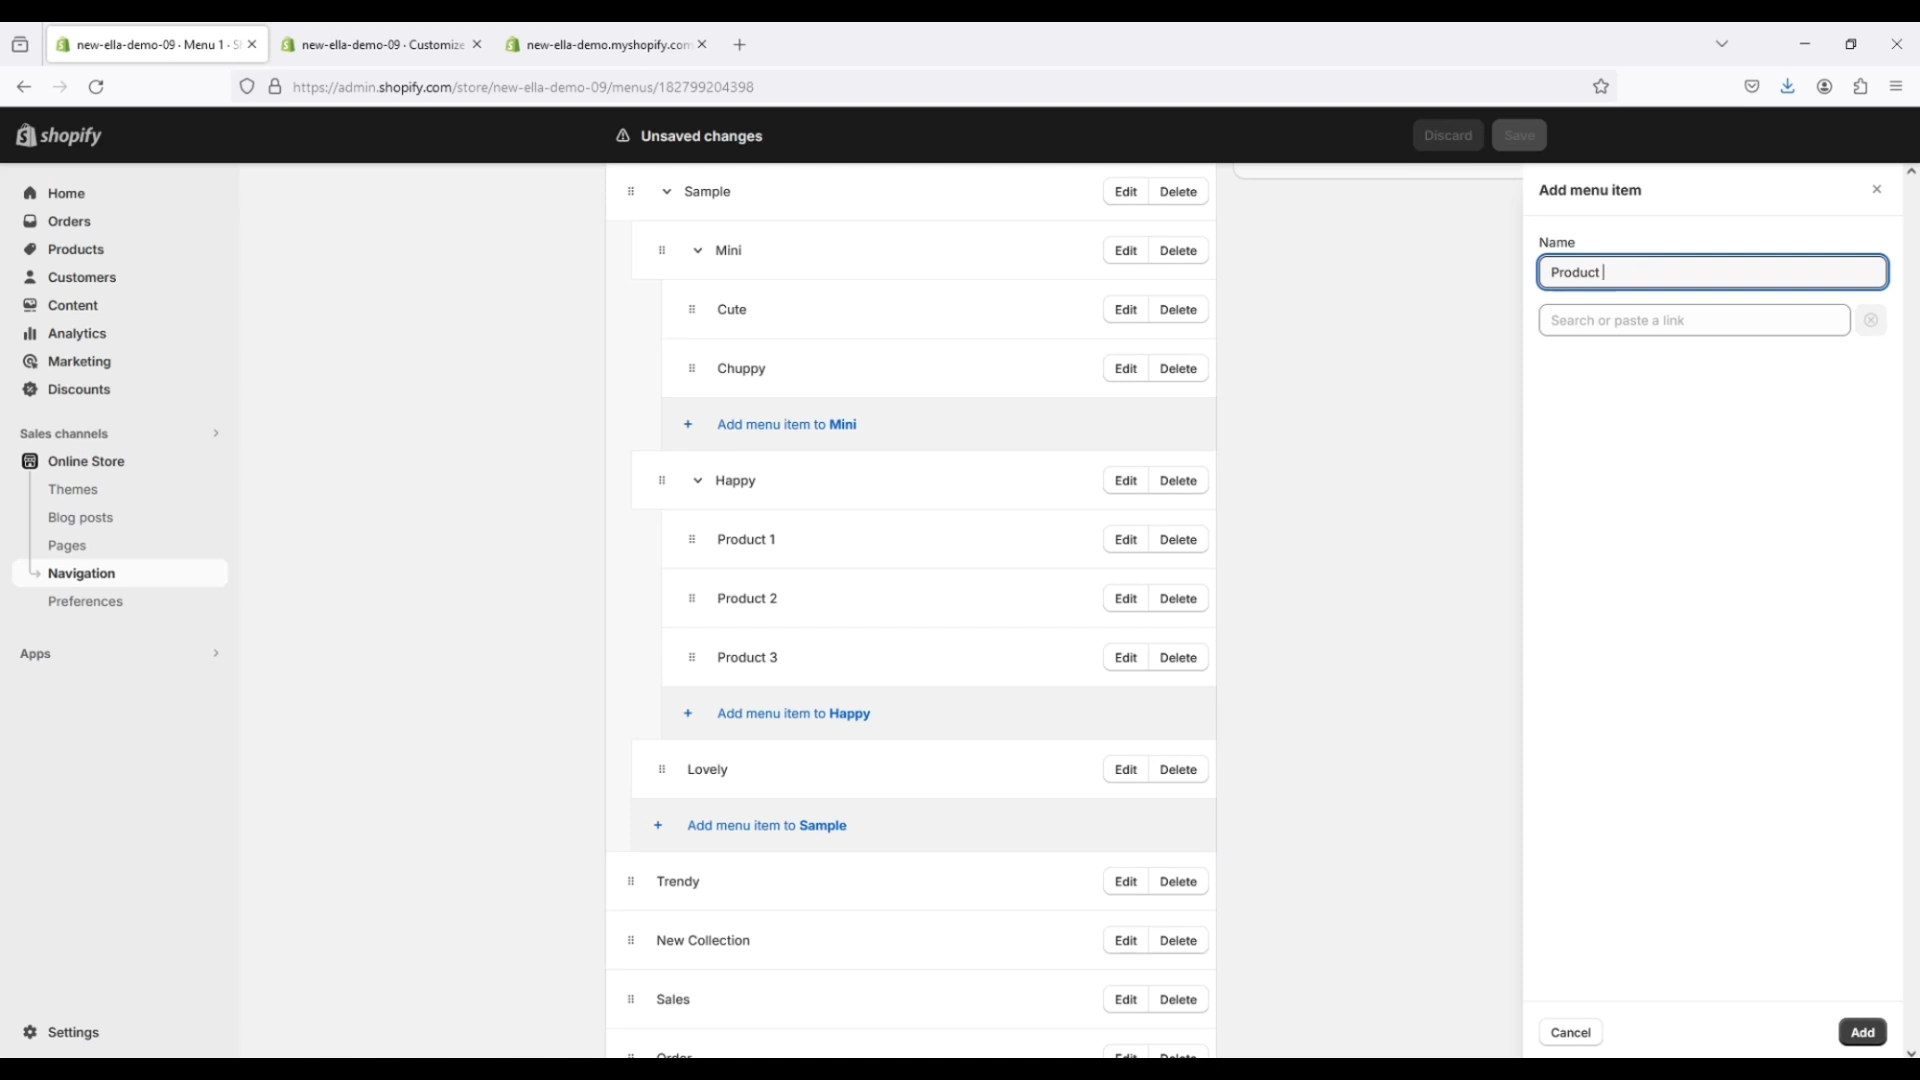 new-ella-demo-09 · Menu 1 · S
new-ella-demo-09 · Customize
new-ella-demo.myshopify.com
https://admin.shopify.com/store/new-ella-demo-09/menus/182799204398
shopify
Unsaved changes
Discard
Save
Home
Orders
Products
Customers
Content
Analytics
Marketing
Discounts
Sales channels
Online Store
Themes
Blog posts
Pages
Navigation
Preferences
Apps
Settings
Sample Edit Delete
Mini Edit Delete
Cute Edit Delete
Chuppy Edit Delete
+ Add menu item to Mini
Happy Edit Delete
Product 1 Edit Delete
Product 2 Edit Delete
Product 3 Edit Delete
+ Add menu item to Happy
Lovely Edit Delete
+ Add menu item to Sample
Trendy Edit Delete
New Collection Edit Delete
Sales Edit Delete
Order Edit Delete
Add menu item
Name
Product
Search or paste a link
Cancel
Add